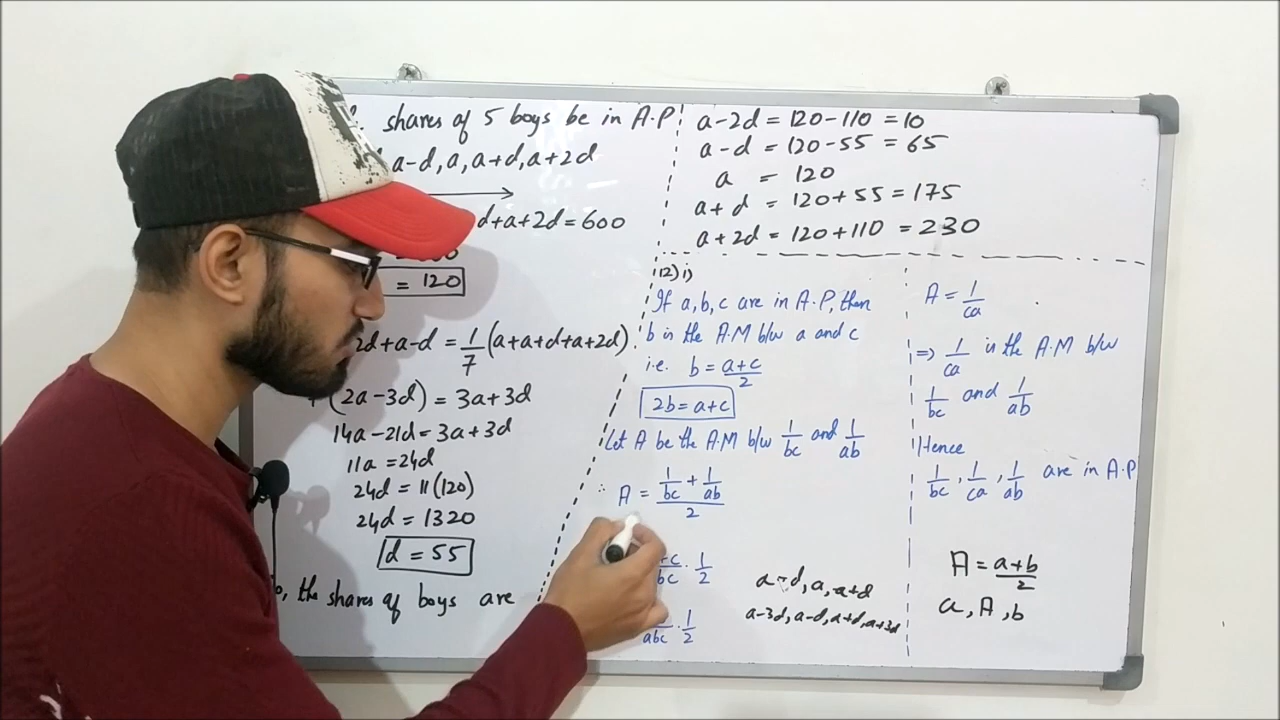 shares of 5 boys be in A.P
a-d, a, a+d, a+2d
d+a+2d=600
= 120
2d+a-d = 1/7 (a+a+d+a+2d)
(2a-3d) = 3a+3d
14a-21d=3a+3d
11a = 24d
24d = 11(120)
24d = 1320
d = 55
the shares of boys are
a-2d = 120-110 = 10
a-d = 120-55 = 65
a = 120
a+d = 120+55 = 175
a+2d = 120+110 = 230
12) i)
If a, b, c are in A.P, then
b is the A.M b/w a and c
i.e. b = a+c/2
2b = a+c
Let A be the A.M b/w 1/bc and 1/ab
∴ A = (1/bc + 1/ab)/2
bc . 1/2
abc . 1/2
a-d, a, a+d
a-3d, a-d, a+d, a+3d
A = 1/ca
=> 1/ca is the A.M b/w
1/bc and 1/ab
Hence
1/bc , 1/ca , 1/ab are in A.P
A = a+b/2
a, A, b